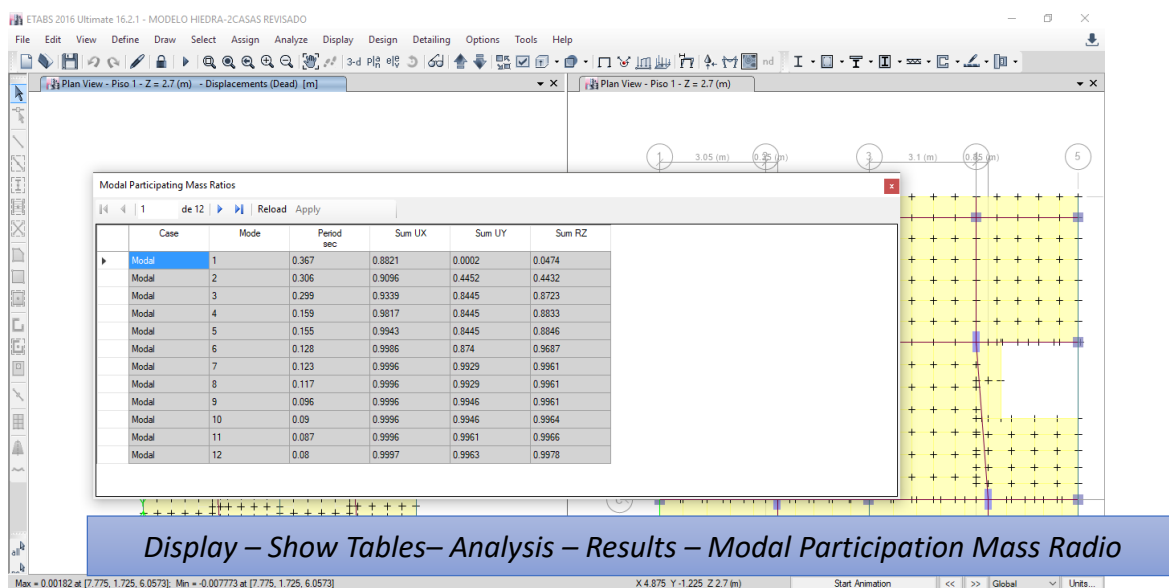 ETABS 2016 Ultimate 16.2.1 - MODELO HIEDRA-2CASAS REVISADO
File Edit View Define Draw Select Assign Analyze Display Design Detailing Options Tools Help
3-d nd
Plan View - Piso 1 - Z = 2.7 (m) - Displacements (Dead) [m]
Plan View - Piso 1 - Z = 2.7 (m)
1 3.05 (m) 2 0.25 (m) 3 3.1 (m) 4 0.85 (m) 5
Modal Participating Mass Ratios
1 de 12 Reload Apply
Case Mode Period sec Sum UX Sum UY Sum RZ
Modal 1 0.367 0.8821 0.0002 0.0474
Modal 2 0.306 0.9096 0.4452 0.4432
Modal 3 0.299 0.9339 0.8445 0.8723
Modal 4 0.159 0.9817 0.8445 0.8833
Modal 5 0.155 0.9943 0.8445 0.8846
Modal 6 0.128 0.9986 0.874 0.9687
Modal 7 0.123 0.9996 0.9929 0.9961
Modal 8 0.117 0.9996 0.9929 0.9961
Modal 9 0.096 0.9996 0.9946 0.9961
Modal 10 0.09 0.9996 0.9946 0.9964
Modal 11 0.087 0.9996 0.9961 0.9966
Modal 12 0.08 0.9997 0.9963 0.9978
Display – Show Tables– Analysis – Results – Modal Participation Mass Radio
all
Max = 0.00182 at [7.775, 1.725, 6.0573]; Min = -0.007773 at [7.775, 1.725, 6.0573] X 4.875 Y -1.225 Z 2.7 (m) Start Animation << >> Global Units...